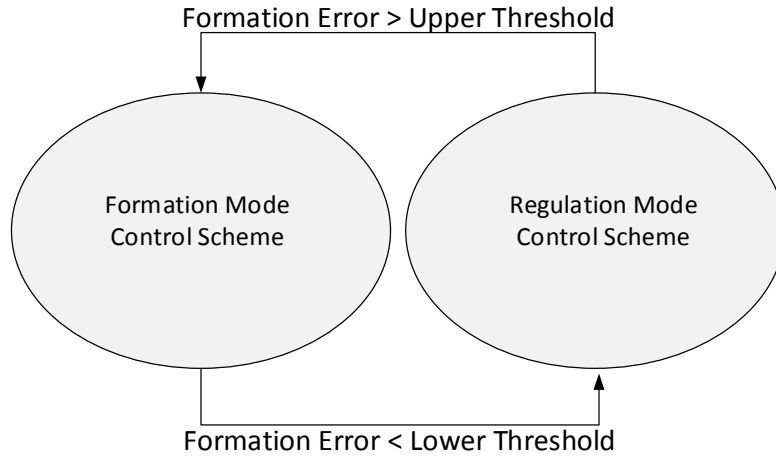 Formation Error > Upper Threshold
Formation Mode
Control Scheme
Regulation Mode
Control Scheme
Formation Error < Lower Threshold